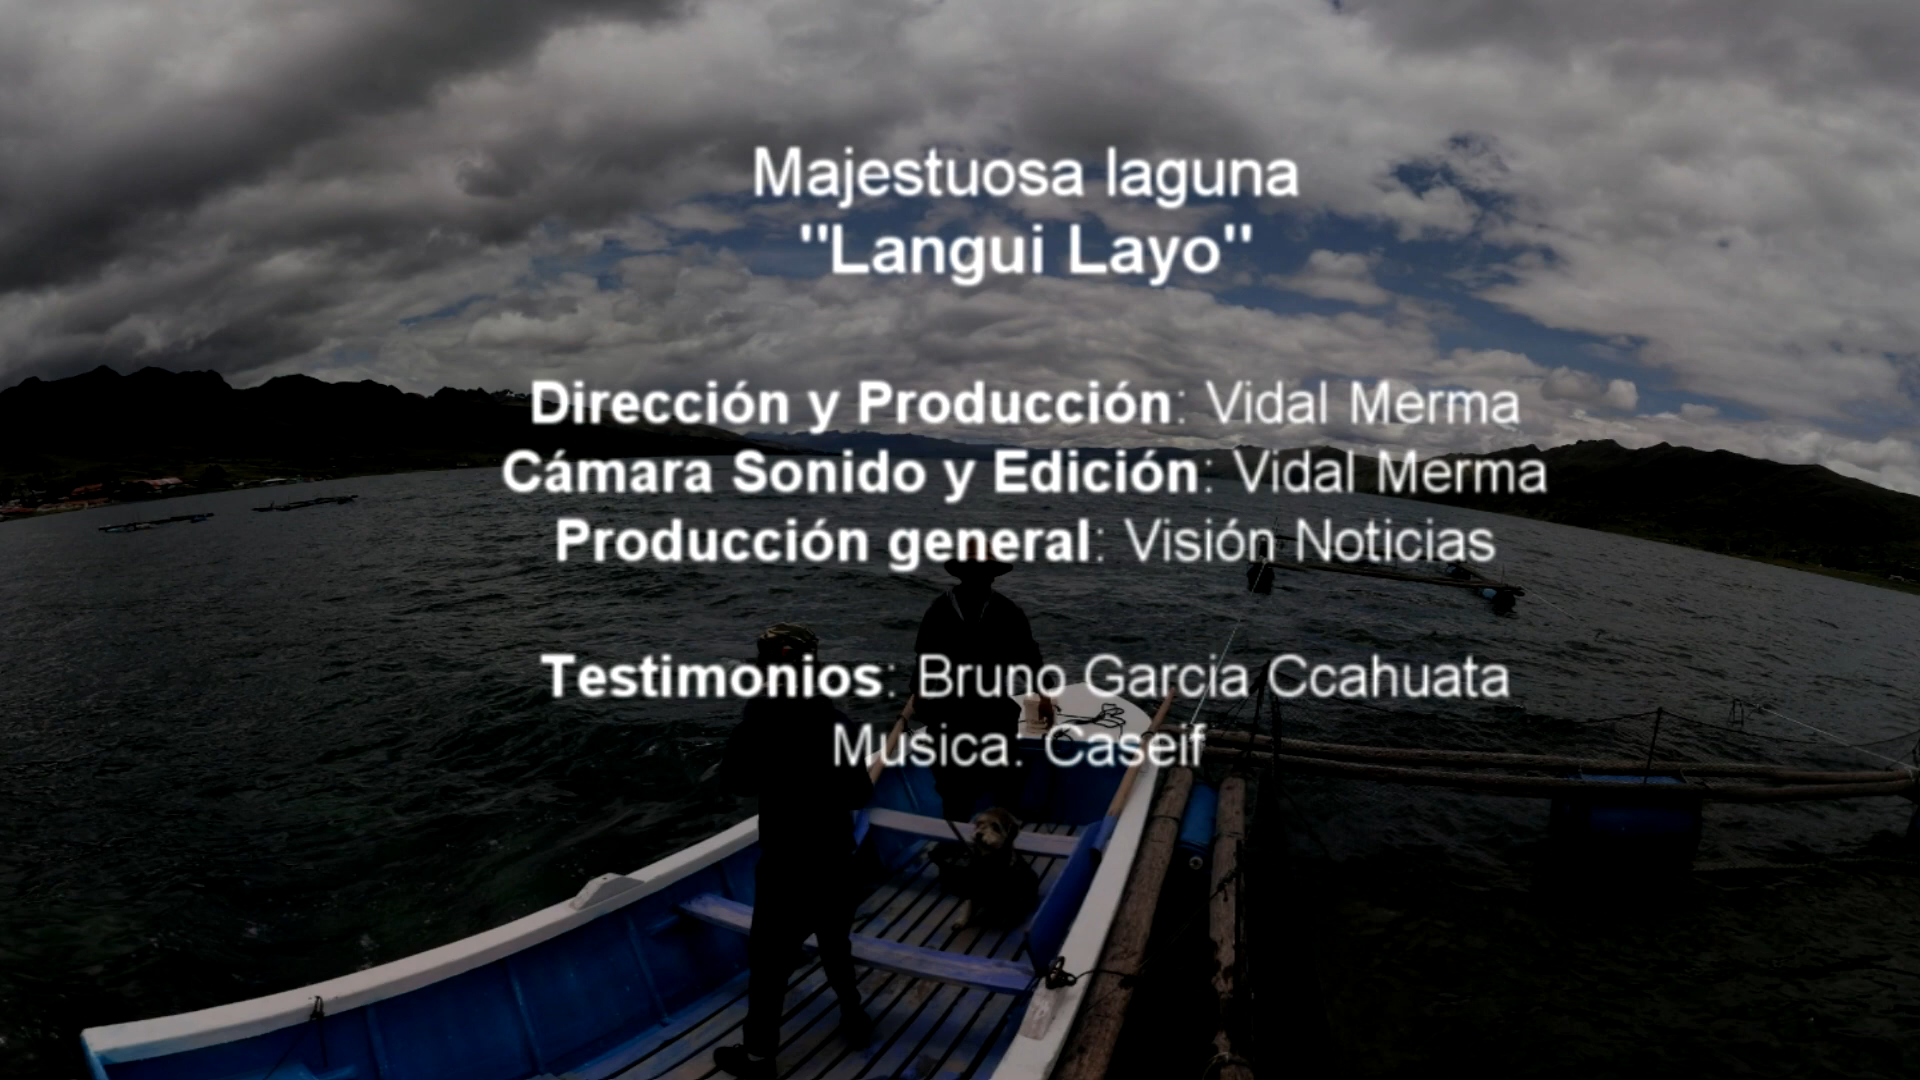 Majestuosa laguna
"Langui Layo"
Dirección y Producción: Vidal Merma
Cámara Sonido y Edición: Vidal Merma
Producción general: Visión Noticias
Testimonios: Bruno Garcia Ccahuata
Musica: Caseif